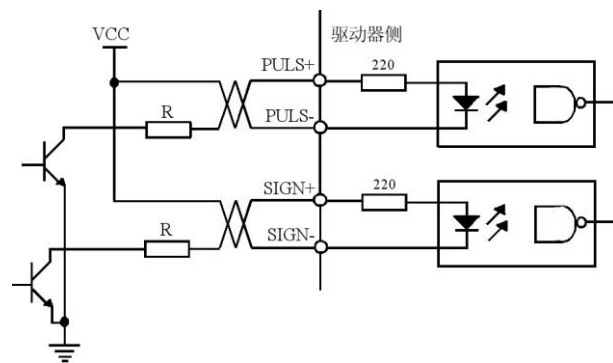 VCC
驱动器侧
PULS+
220
R
PULS-
SIGN+
220
R
SIGN-